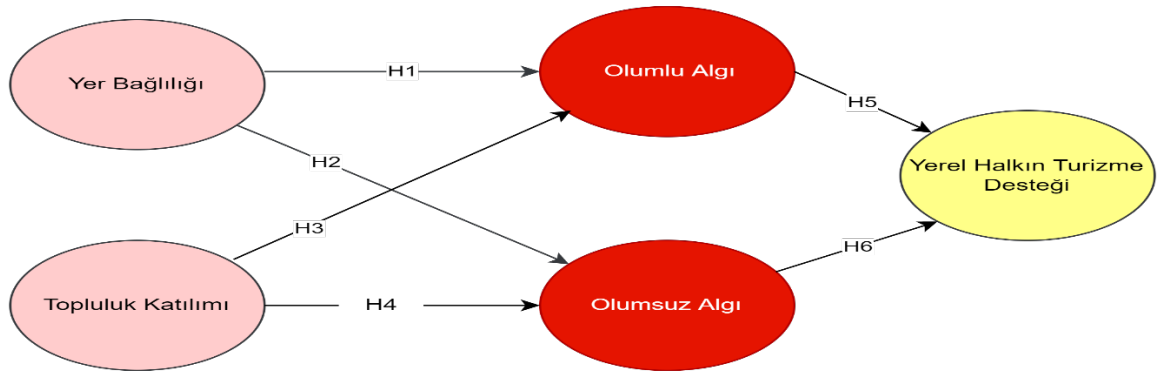 Yer Bağlılığı
H1
Olumlu Algı
H5
H2
Yerel Halkın Turizme
Desteği
H3
H6
Topluluk Katılımı
H4
Olumsuz Algı